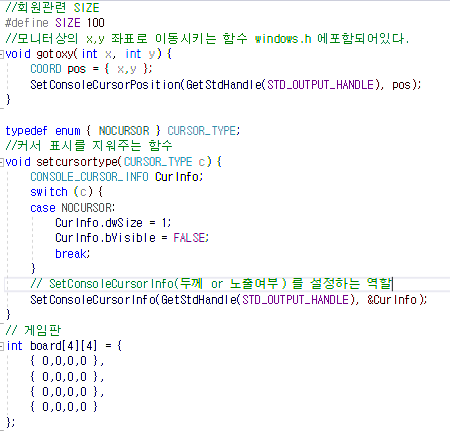 //회원관련 SIZE
#define SIZE 100
//모니터상의 x,y 좌표로 이동시키는 함수 windows.h 에포함되어있다.
void gotoxy(int x, int y) {
COORD pos = { x,y };
SetConsoleCursorPosition(GetStdHandle(STD_OUTPUT_HANDLE), pos);
}
typedef enum { NOCURSOR } CURSOR_TYPE;
//커서 표시를 지워주는 함수
void setcursortype(CURSOR_TYPE c) {
CONSOLE_CURSOR_INFO CurInfo;
switch (c) {
case NOCURSOR:
CurInfo.dwSize = 1;
CurInfo.bVisible = FALSE;
break;
}
// SetConsoleCursorInfo(두께 or 노출여부) 를 설정하는 역할
SetConsoleCursorInfo(GetStdHandle(STD_OUTPUT_HANDLE), &CurInfo);
}
// 게임판
int board[4][4] = {
{ 0,0,0,0 },
{ 0,0,0,0 },
{ 0,0,0,0 },
{ 0,0,0,0 }
};